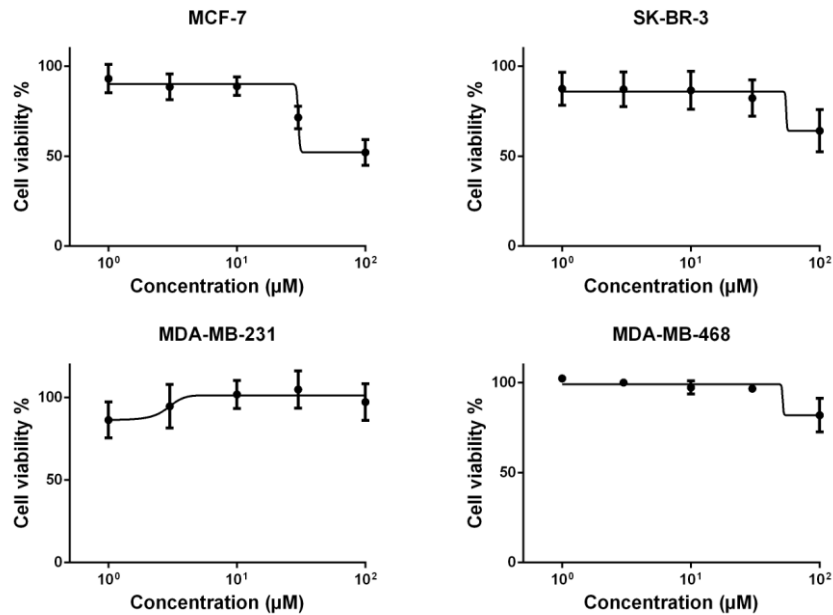 MCF-7
Cell viability %
100
50
0
10⁰
10¹
10²
Concentration (µM)
SK-BR-3
Cell viability %
100
50
0
10⁰
10¹
10²
Concentration (µM)
MDA-MB-231
Cell viability %
100
50
0
10⁰
10¹
10²
Concentration (µM)
MDA-MB-468
Cell viability %
100
50
0
10⁰
10¹
10²
Concentration (µM)